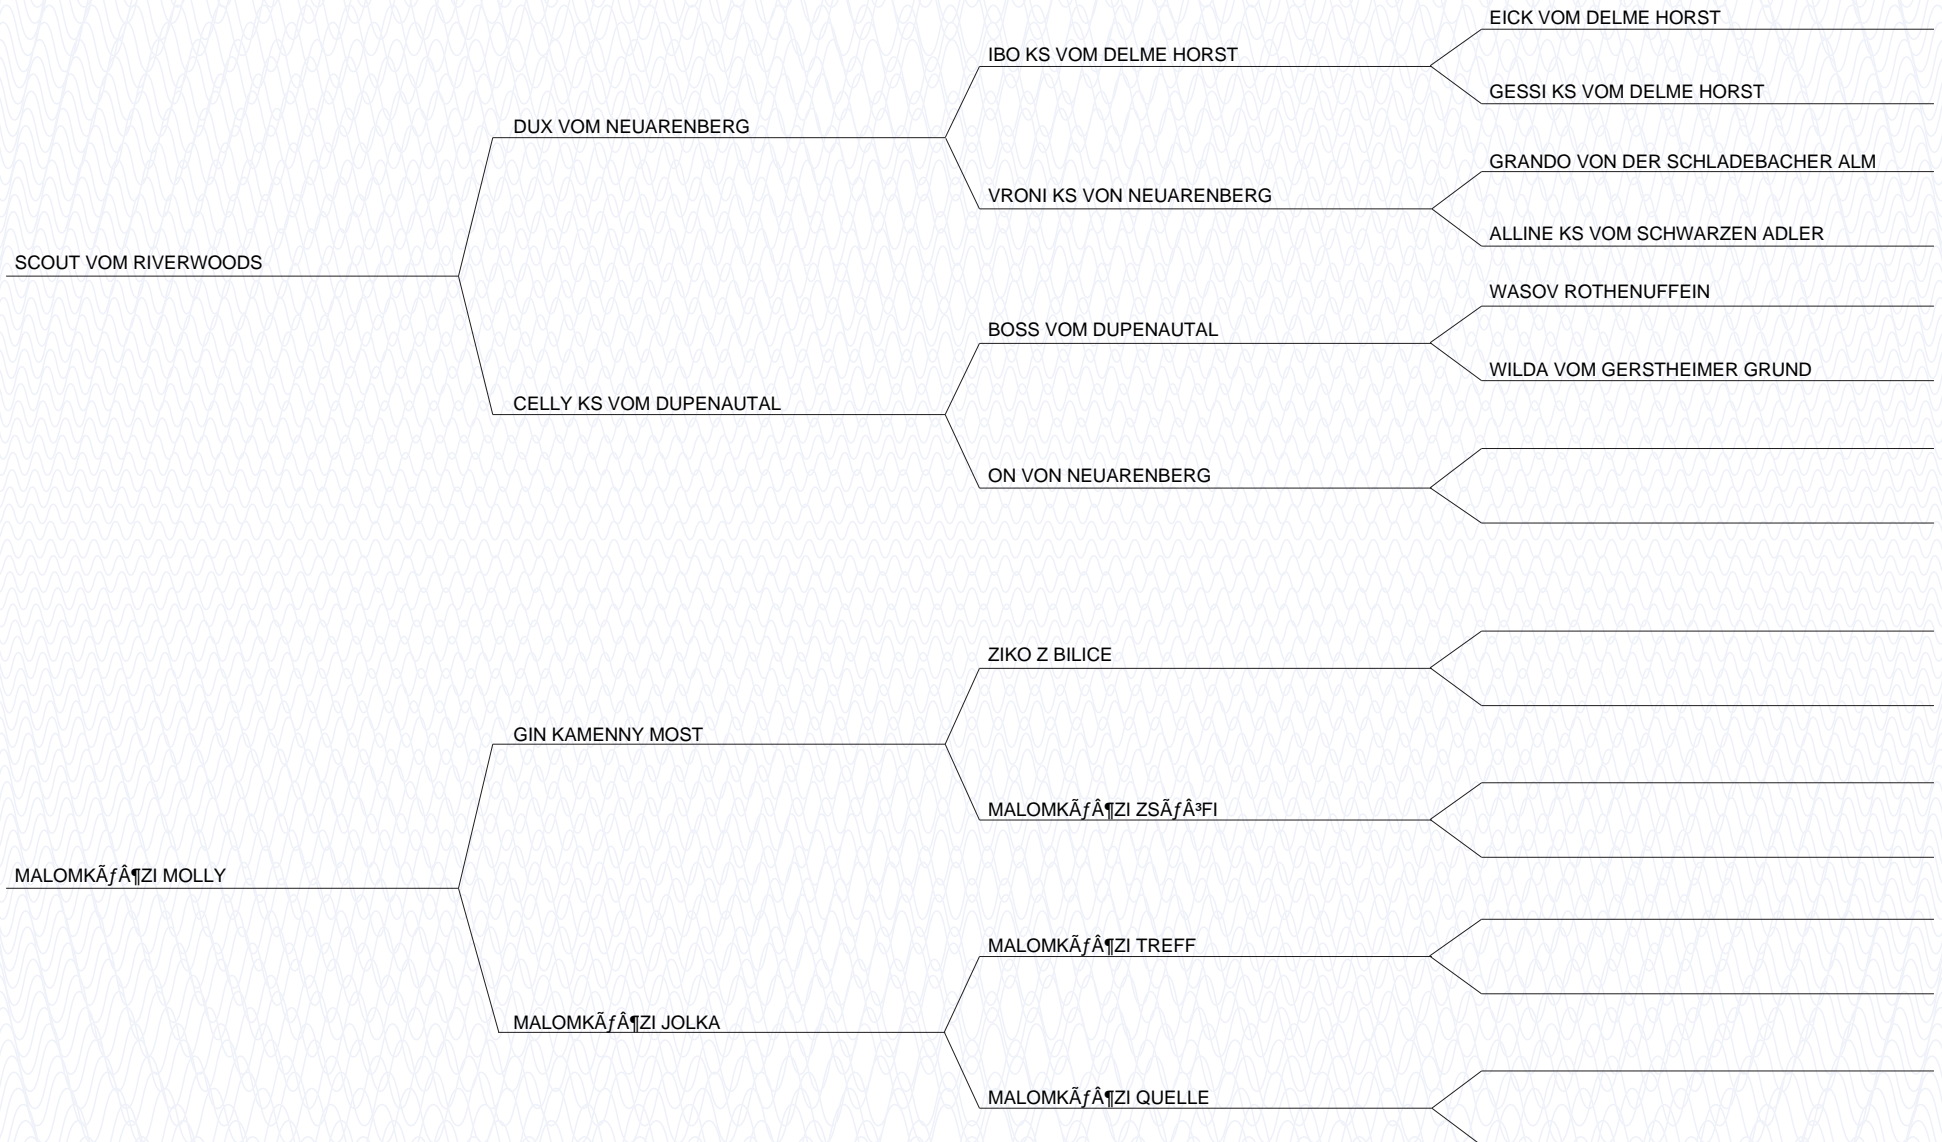 EICK VOM DELME HORST
IBO KS VOM DELME HORST
GESSI KS VOM DELME HORST
DUX VOM NEUARENBERG
GRANDO VON DER SCHLADEBACHER ALM
VRONI KS VON NEUARENBERG
ALLINE KS VOM SCHWARZEN ADLER
SCOUT VOM RIVERWOODS
WASOV ROTHENUFFEIN
BOSS VOM DUPENAUTAL
WILDA VOM GERSTHEIMER GRUND
CELLY KS VOM DUPENAUTAL
ON VON NEUARENBERG
ZIKO Z BILICE
GIN KAMENNY MOST
MALOMKÃƒÂ¶ZI ZSÃƒÂ³FI
MALOMKÃƒÂ¶ZI MOLLY
MALOMKÃƒÂ¶ZI TREFF
MALOMKÃƒÂ¶ZI JOLKA
MALOMKÃƒÂ¶ZI QUELLE